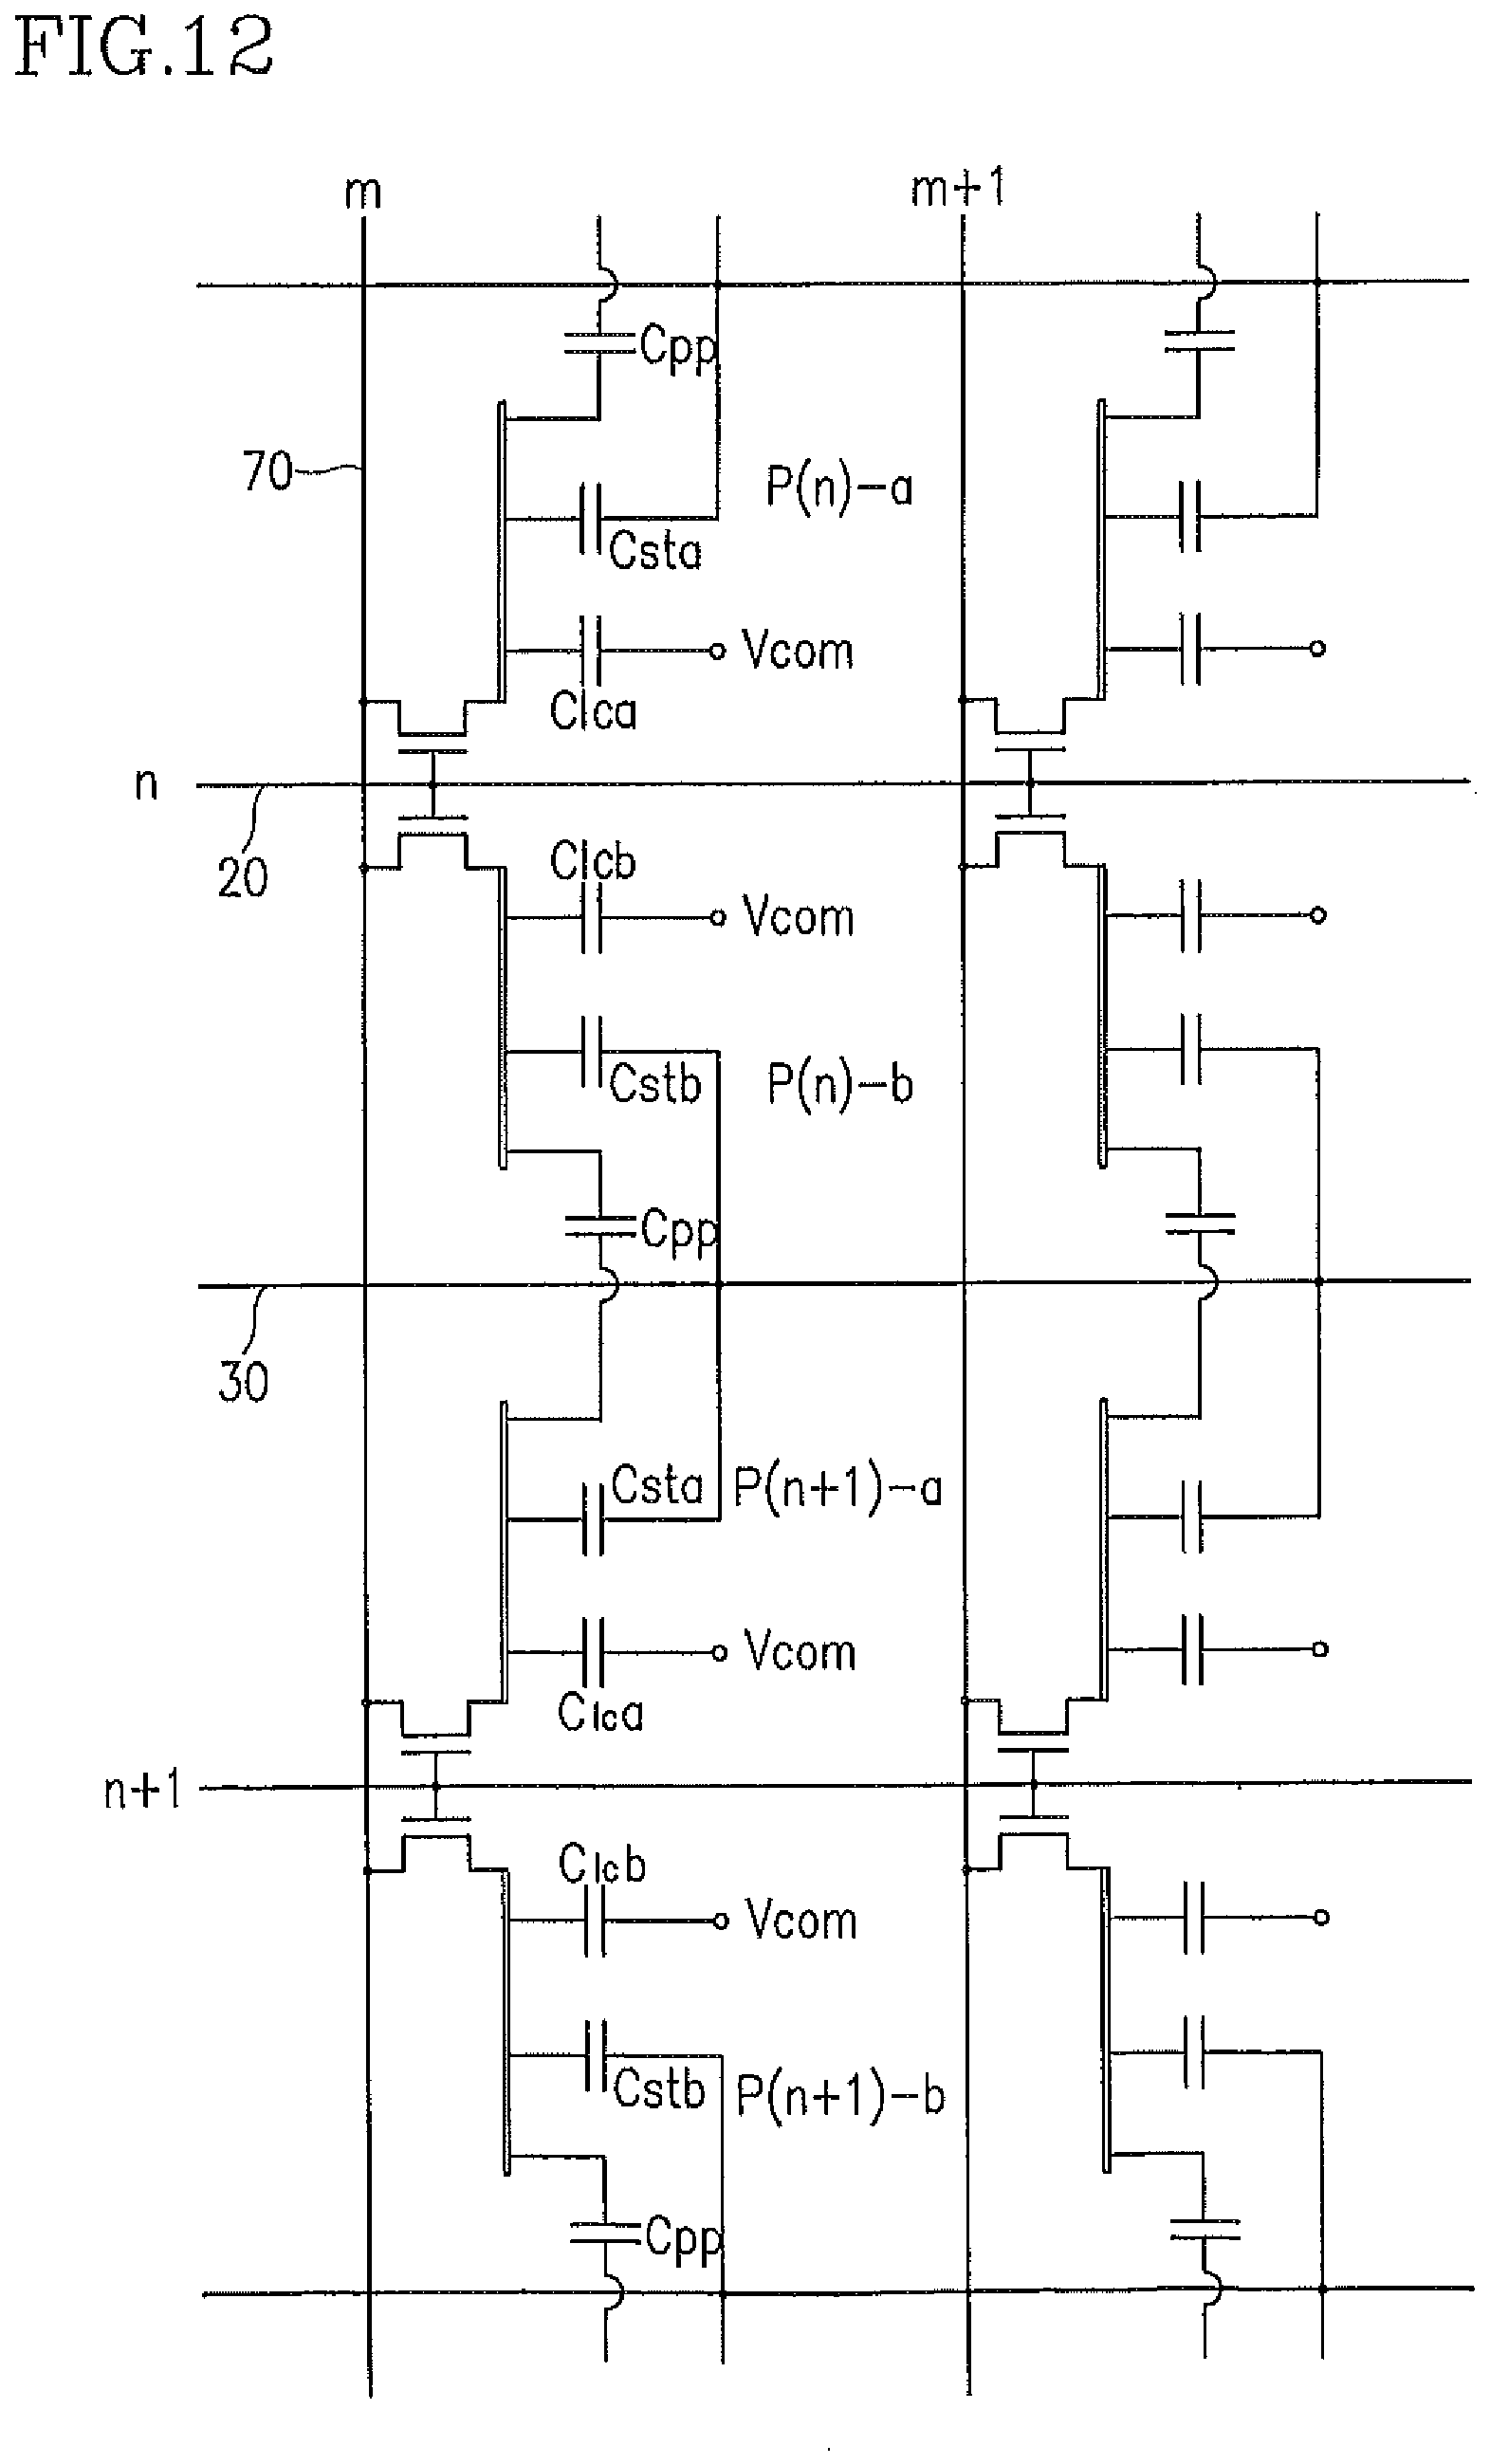 FIG.12
m
m+1
Cpp
70
P(n)-a
Csta
Vcom
Clca
n
20
Clcb
Vcom
Cstb
P(n)-b
Cpp
30
Csta
P(n+1)-a
Vcom
Clca
n+1
Clcb
Vcom
Cstb
P(n+1)-b
Cpp